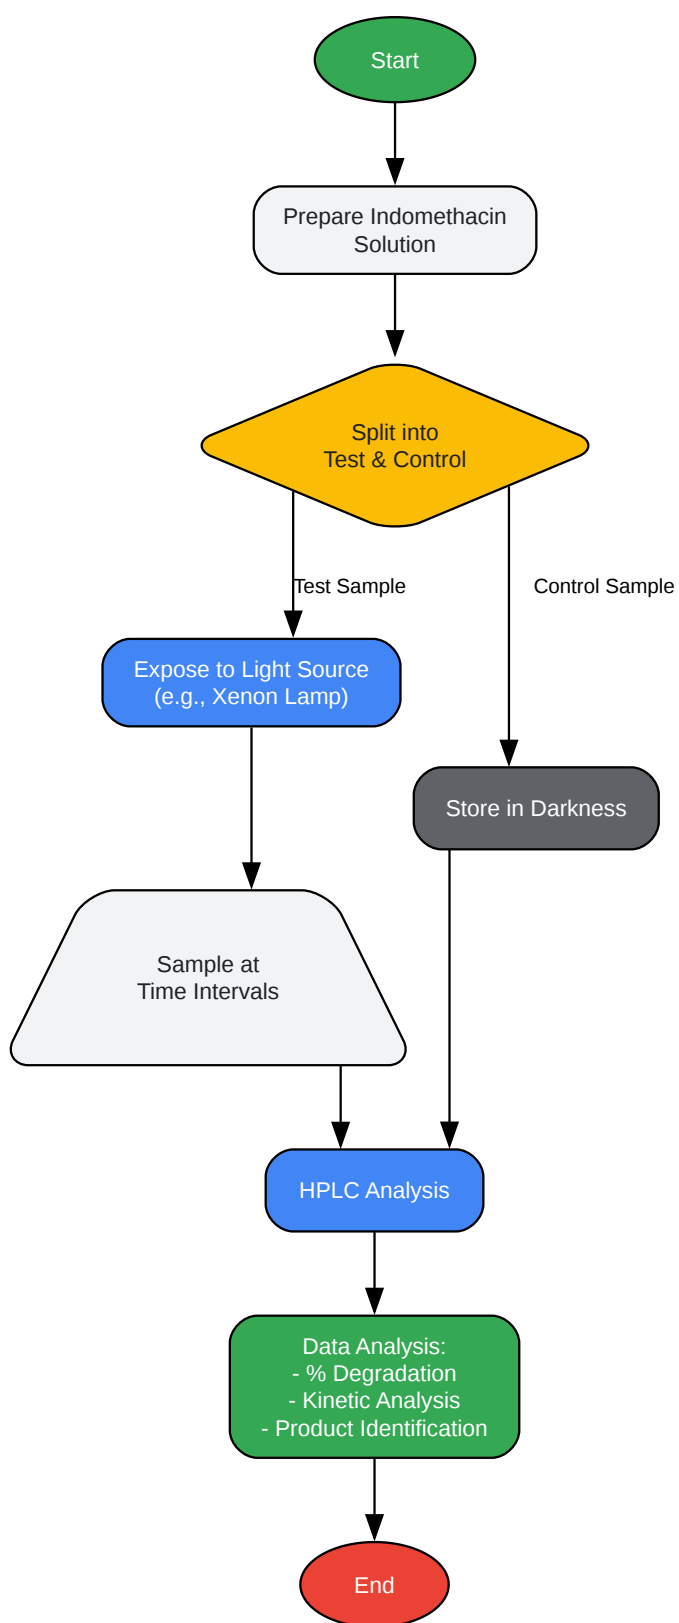 Start
Prepare Indomethacin
Solution
Split into
Test & Control
Test Sample
Control Sample
Expose to Light Source
(e.g., Xenon Lamp)
Store in Darkness
Sample at
Time Intervals
HPLC Analysis
Data Analysis:
- % Degradation
- Kinetic Analysis
- Product Identification
End